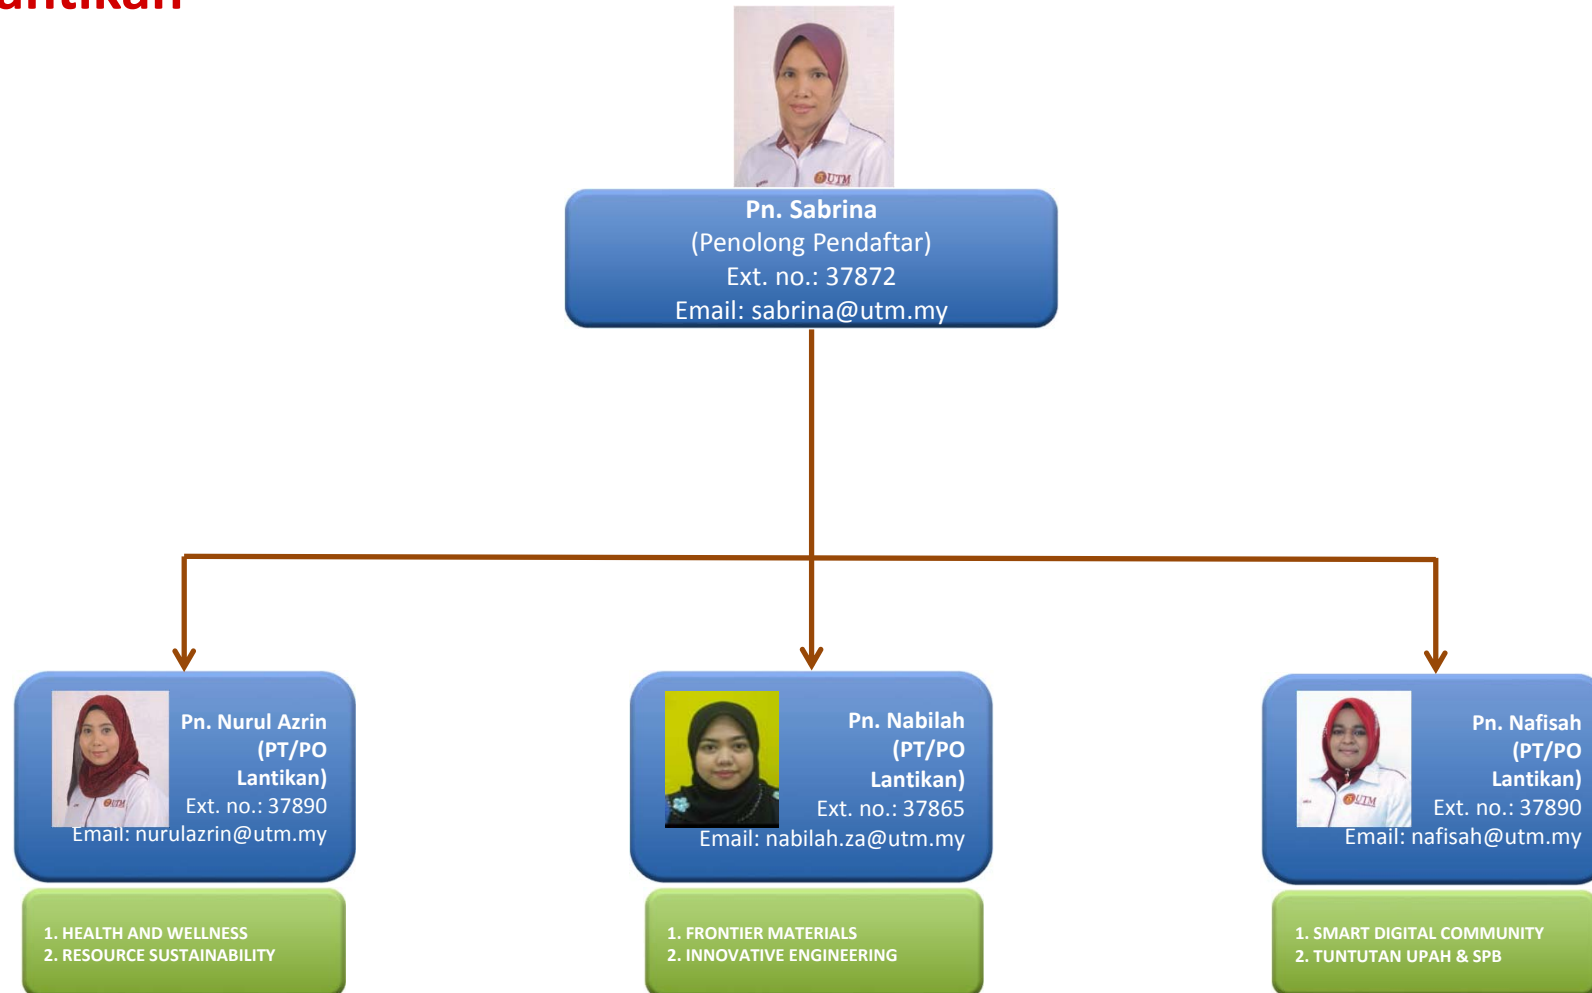 Pn. Sabrina
(Penolong Pendaftar)
Ext. no.: 37872
Email: sabrina@utm.my
UTM
Pn. Nurul Azrin
(PT/PO
Lantikan)
Ext. no.: 37890
Email: nurulazrin@utm.my
UTM
1. HEALTH AND WELLNESS
2. RESOURCE SUSTAINABILITY
Pn. Nabilah
(PT/PO
Lantikan)
Ext. no.: 37865
Email: nabilah.za@utm.my
1. FRONTIER MATERIALS
2. INNOVATIVE ENGINEERING
Pn. Nafisah
(PT/PO
Lantikan)
Ext. no.: 37890
Email: nafisah@utm.my
UTM
1. SMART DIGITAL COMMUNITY
2. TUNTUTAN UPAH & SPB